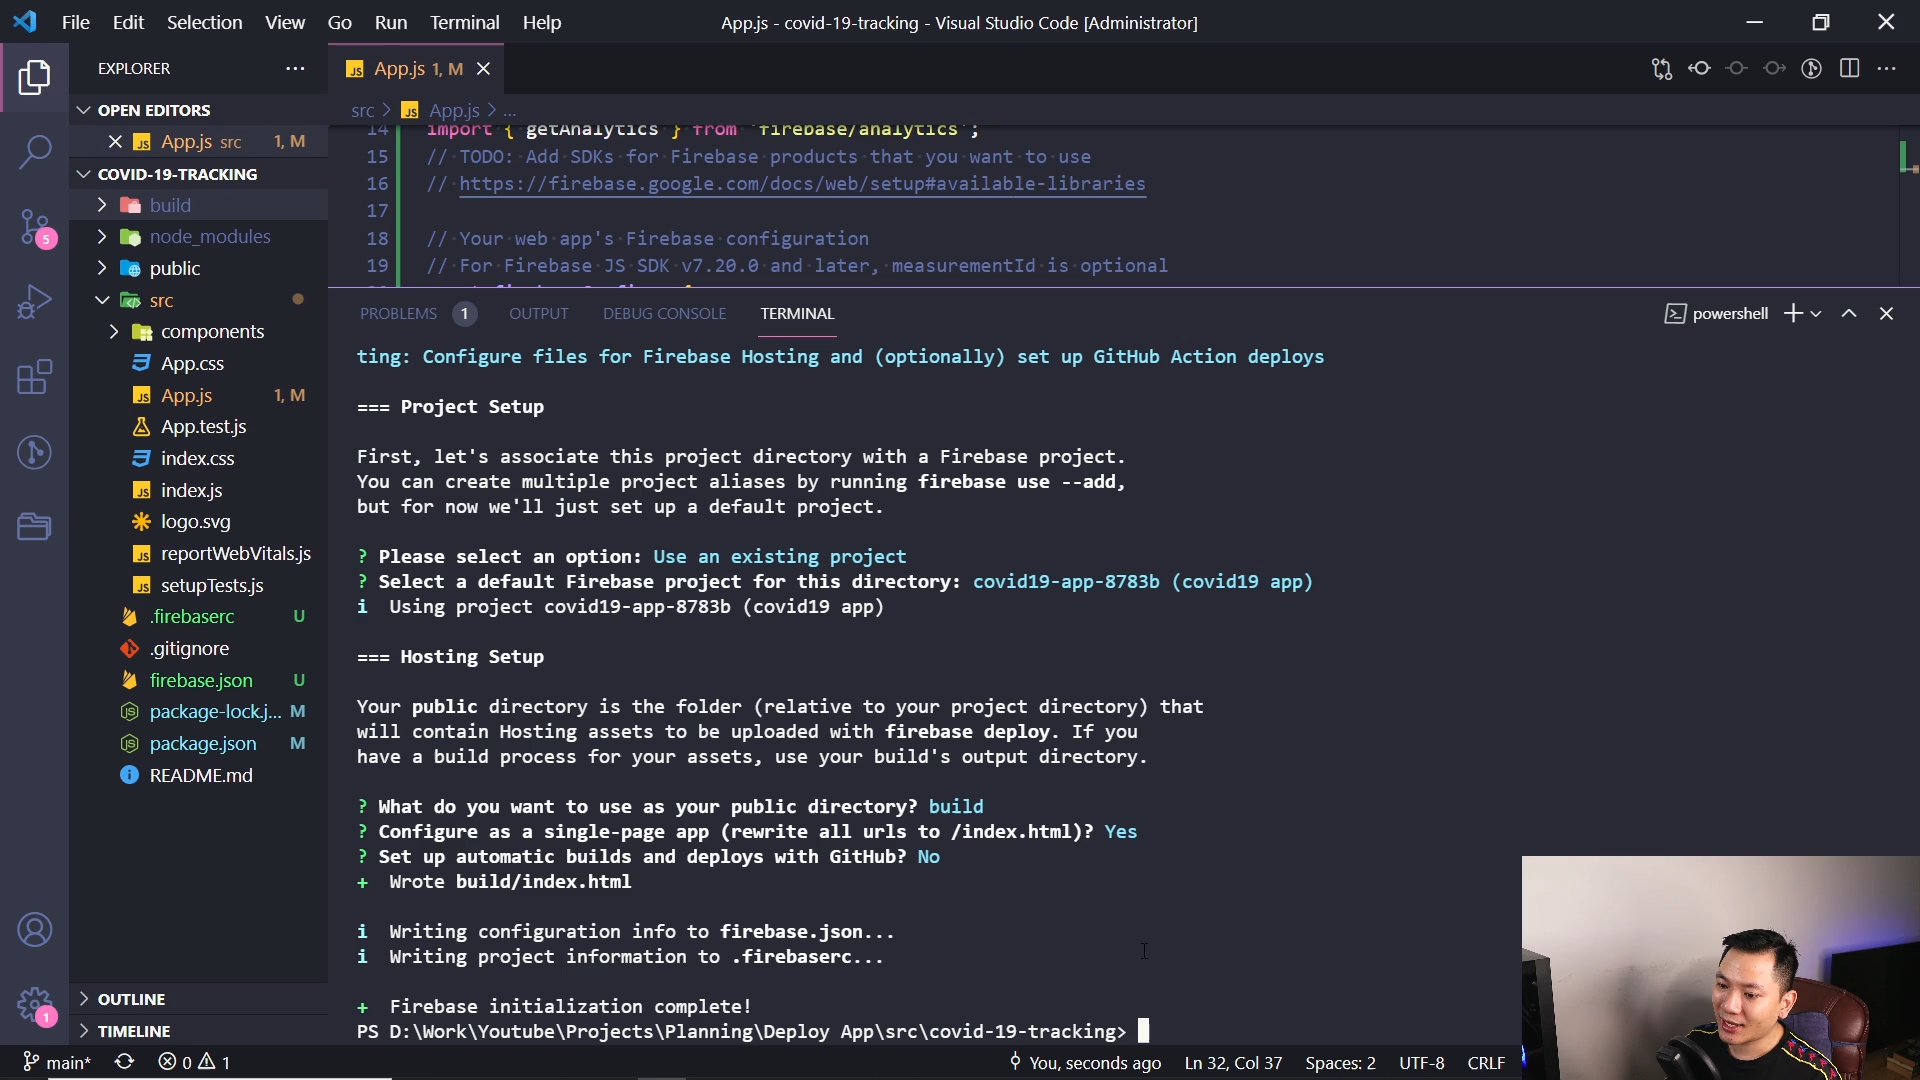 File Edit Selection View Go Run Terminal Help
App.js - covid-19-tracking - Visual Studio Code [Administrator]
EXPLORER
App.js 1, M
OPEN EDITORS
App.js src 1, M
COVID-19-TRACKING
build
node_modules
public
src
components
App.css
App.js 1, M
App.test.js
index.css
index.js
logo.svg
reportWebVitals.js
setupTests.js
.firebaserc U
.gitignore
firebase.json U
package-lock.j... M
package.json M
README.md
OUTLINE
TIMELINE
5
1
src > App.js > ...
14 import { getAnalytics } from "firebase/analytics";
15 // TODO: Add SDKs for Firebase products that you want to use
16 // https://firebase.google.com/docs/web/setup#available-libraries
17
18 // Your web app's Firebase configuration
19 // For Firebase JS SDK v7.20.0 and later, measurementId is optional
PROBLEMS 1 OUTPUT DEBUG CONSOLE TERMINAL
powershell
ting: Configure files for Firebase Hosting and (optionally) set up GitHub Action deploys
=== Project Setup
First, let's associate this project directory with a Firebase project.
You can create multiple project aliases by running firebase use --add,
but for now we'll just set up a default project.
? Please select an option: Use an existing project
? Select a default Firebase project for this directory: covid19-app-8783b (covid19 app)
i Using project covid19-app-8783b (covid19 app)
=== Hosting Setup
Your public directory is the folder (relative to your project directory) that
will contain Hosting assets to be uploaded with firebase deploy. If you
have a build process for your assets, use your build's output directory.
? What do you want to use as your public directory? build
? Configure as a single-page app (rewrite all urls to /index.html)? Yes
? Set up automatic builds and deploys with GitHub? No
+ Wrote build/index.html
i Writing configuration info to firebase.json...
i Writing project information to .firebaserc...
+ Firebase initialization complete!
PS D:\Work\Youtube\Projects\Planning\Deploy App\src\covid-19-tracking>
main* 0 1 You, seconds ago Ln 32, Col 37 Spaces: 2 UTF-8 CRLF